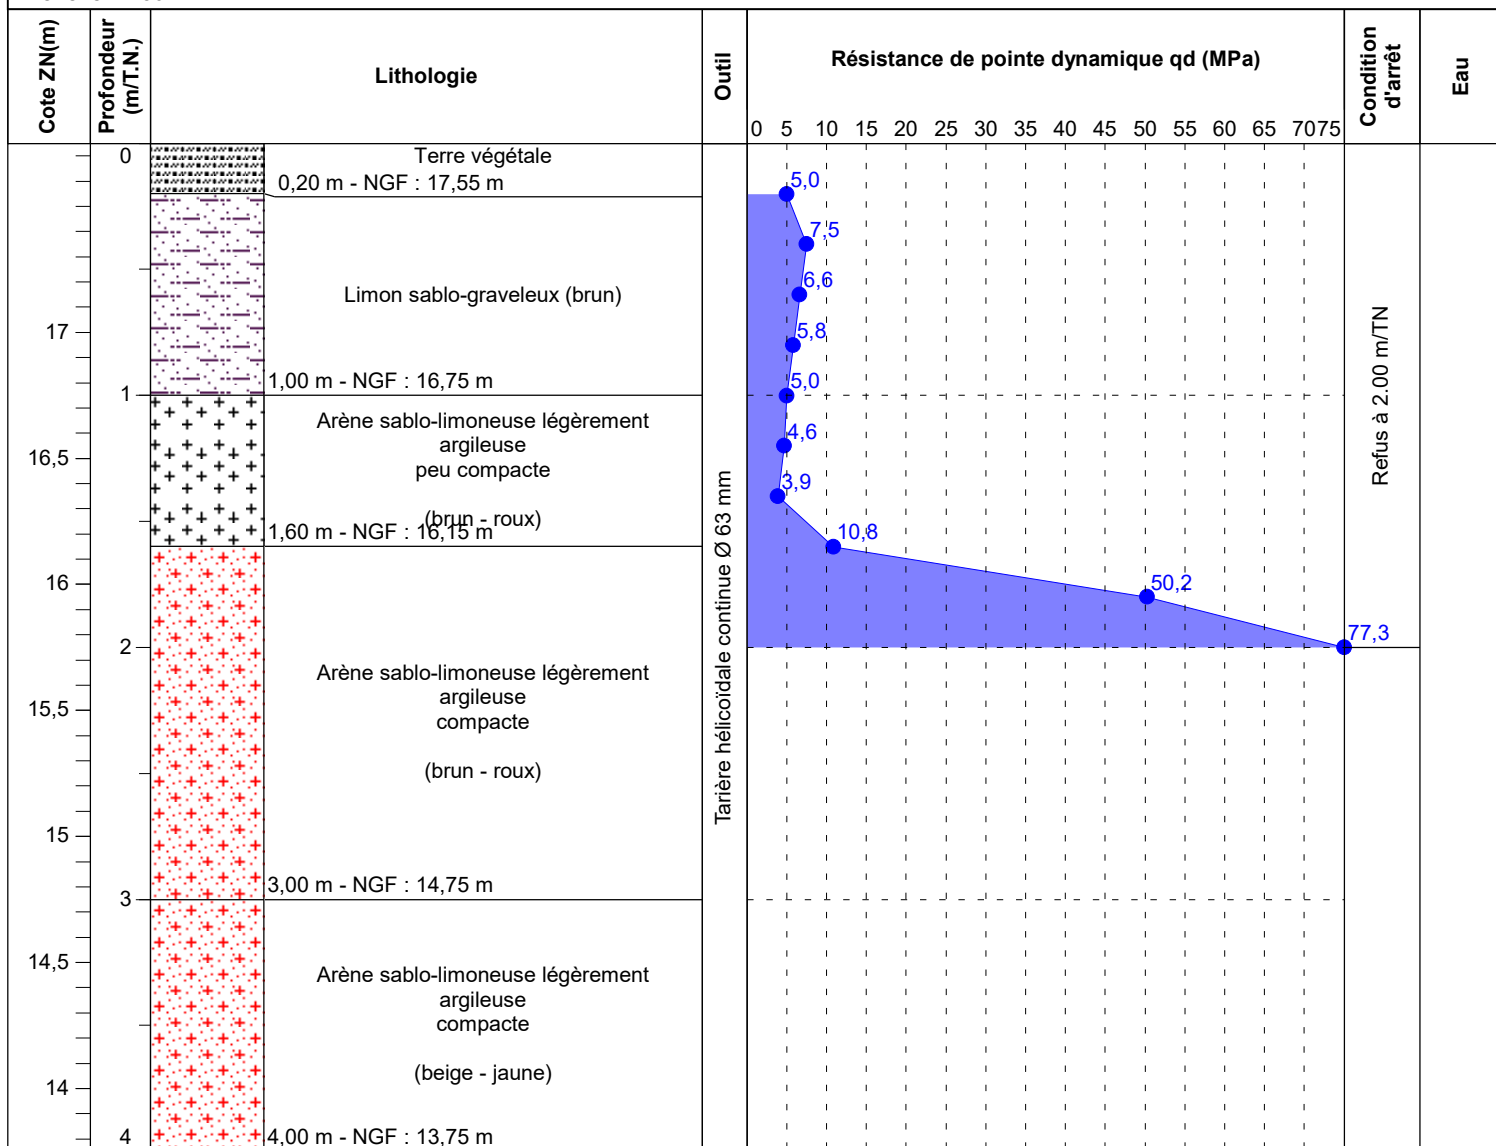 Cote ZN(m)
Profondeur
(m/T.N.)
Lithologie
Outil
Résistance de pointe dynamique qd (MPa)
Condition
d'arrêt
Eau
0 5 10 15 20 25 30 35 40 45 50 55 60 65 70 75
0
Terre végétale
0,20 m - NGF : 17,55 m
5,0
7,5
Limon sablo-graveleux (brun)
6,6
17
5,8
1,00 m - NGF : 16,75 m
5,0
1
Arène sablo-limoneuse légèrement
argileuse
peu compacte
(brun - roux)
4,6
16,5
3,9
1,60 m - NGF : 16,15 m
10,8
16
50,2
77,3
2
Arène sablo-limoneuse légèrement
argileuse
compacte
(brun - roux)
15,5
15
3,00 m - NGF : 14,75 m
3
14,5
Arène sablo-limoneuse légèrement
argileuse
compacte
(beige - jaune)
14
4
4,00 m - NGF : 13,75 m
Tarière hélicoïdale continue Ø 63 mm
Refus à 2.00 m/TN